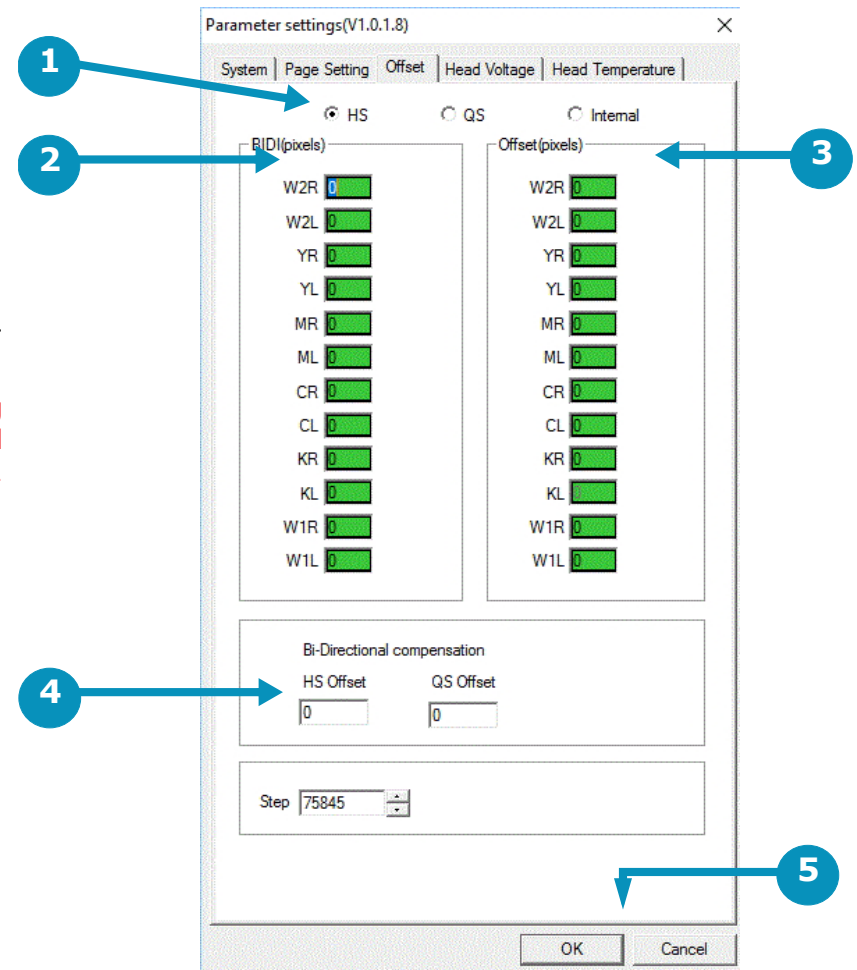 Parameter settings(V1.0.1.8)
System Page Setting Offset Head Voltage Head Temperature
1
HS QS Internal
2
BIDI(pixels) Offset(pixels)
3
W2R 0 W2R 0
W2L 0 W2L 0
YR 0 YR 0
YL 0 YL 0
MR 0 MR 0
ML 0 ML 0
CR 0 CR 0
CL 0 CL 0
KR 0 KR 0
KL 0 KL 0
W1R 0 W1R 0
W1L 0 W1L 0
Bi-Directional compensation
4
HS Offset QS Offset
0 0
Step 75845
5
OK Cancel